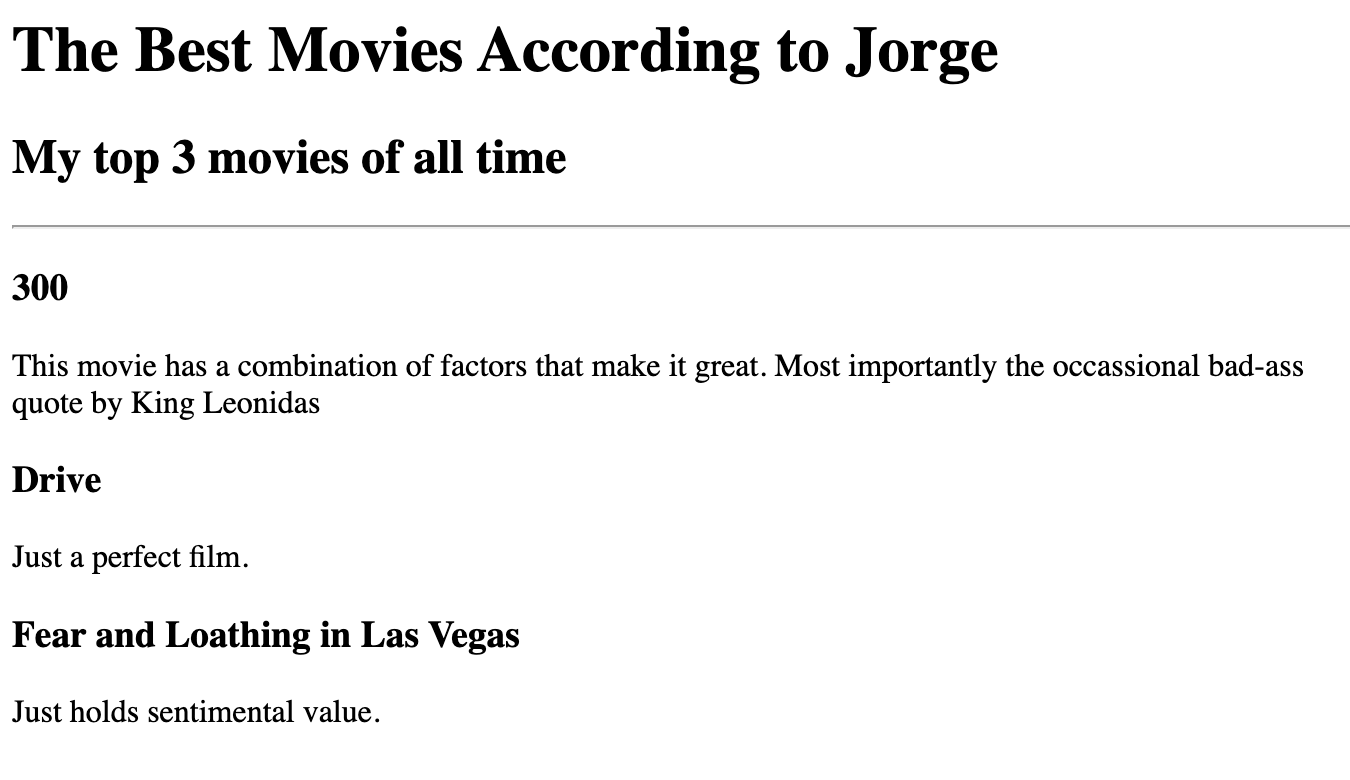 The Best Movies According to Jorge
My top 3 movies of all time
300
This movie has a combination of factors that make it great. Most importantly the occassional bad-ass
quote by King Leonidas
Drive
Just a perfect film.
Fear and Loathing in Las Vegas
Just holds sentimental value.